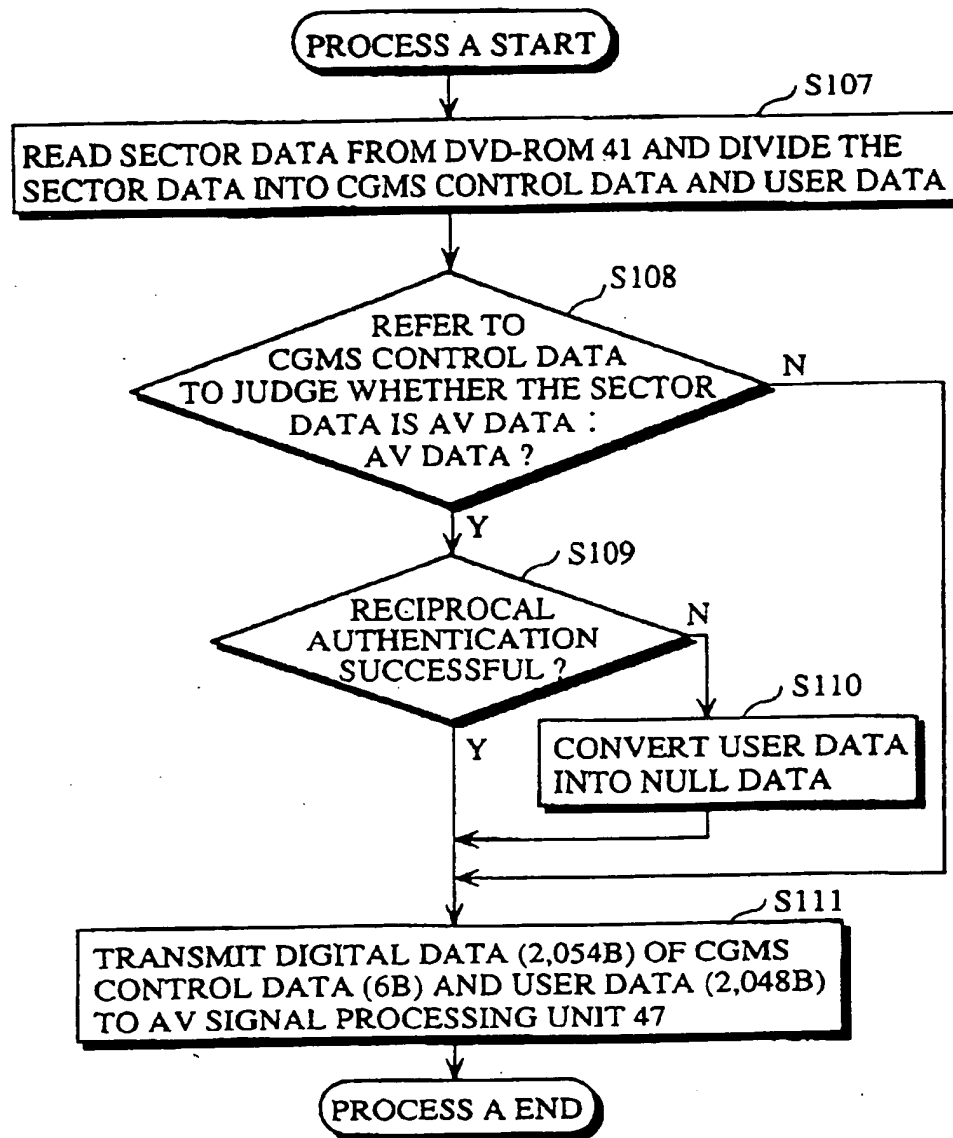 PROCESS A START
S107
READ SECTOR DATA FROM DVD-ROM 41 AND DIVIDE THE
SECTOR DATA INTO CGMS CONTROL DATA AND USER DATA
S108
REFER TO
CGMS CONTROL DATA
TO JUDGE WHETHER THE SECTOR
DATA IS AV DATA :
AV DATA ?
N
Y
S109
RECIPROCAL
AUTHENTICATION
SUCCESSFUL ?
N
Y
S110
CONVERT USER DATA
INTO NULL DATA
S111
TRANSMIT DIGITAL DATA (2,054B) OF CGMS
CONTROL DATA (6B) AND USER DATA (2,048B)
TO AV SIGNAL PROCESSING UNIT 47
PROCESS A END